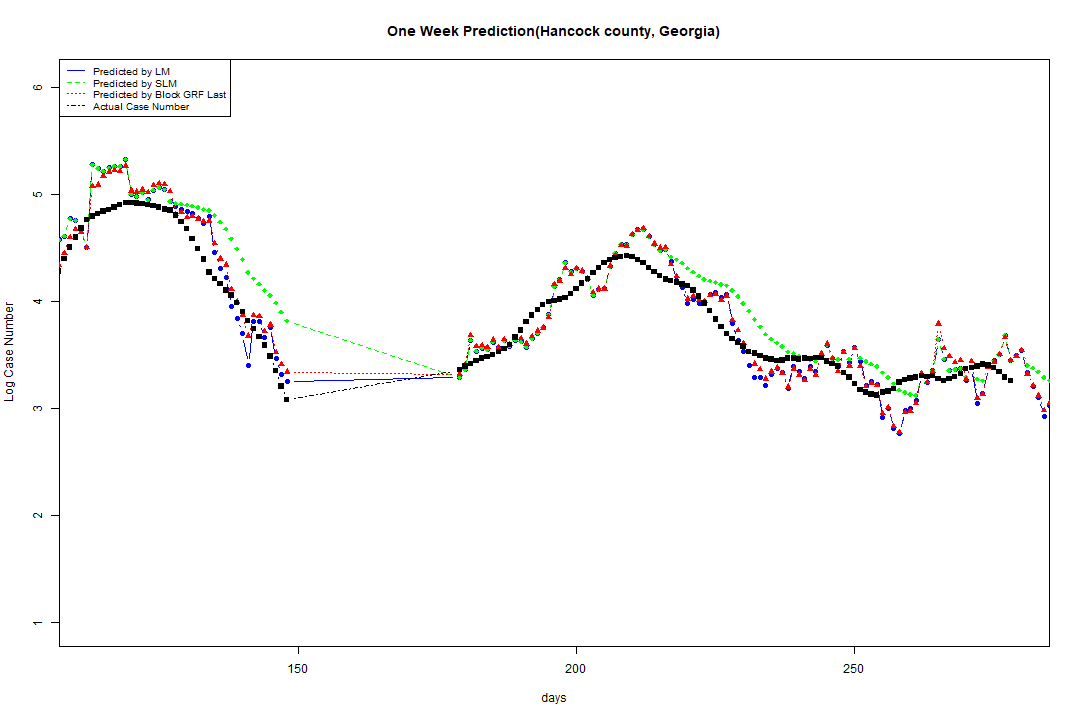 One Week Prediction(Hancock county, Georgia)
Predicted by LM
Predicted by SLM
Predicted by Block GRF Last
Actual Case Number
6
5
4
3
2
1
Log Case Number
150 200 250
days